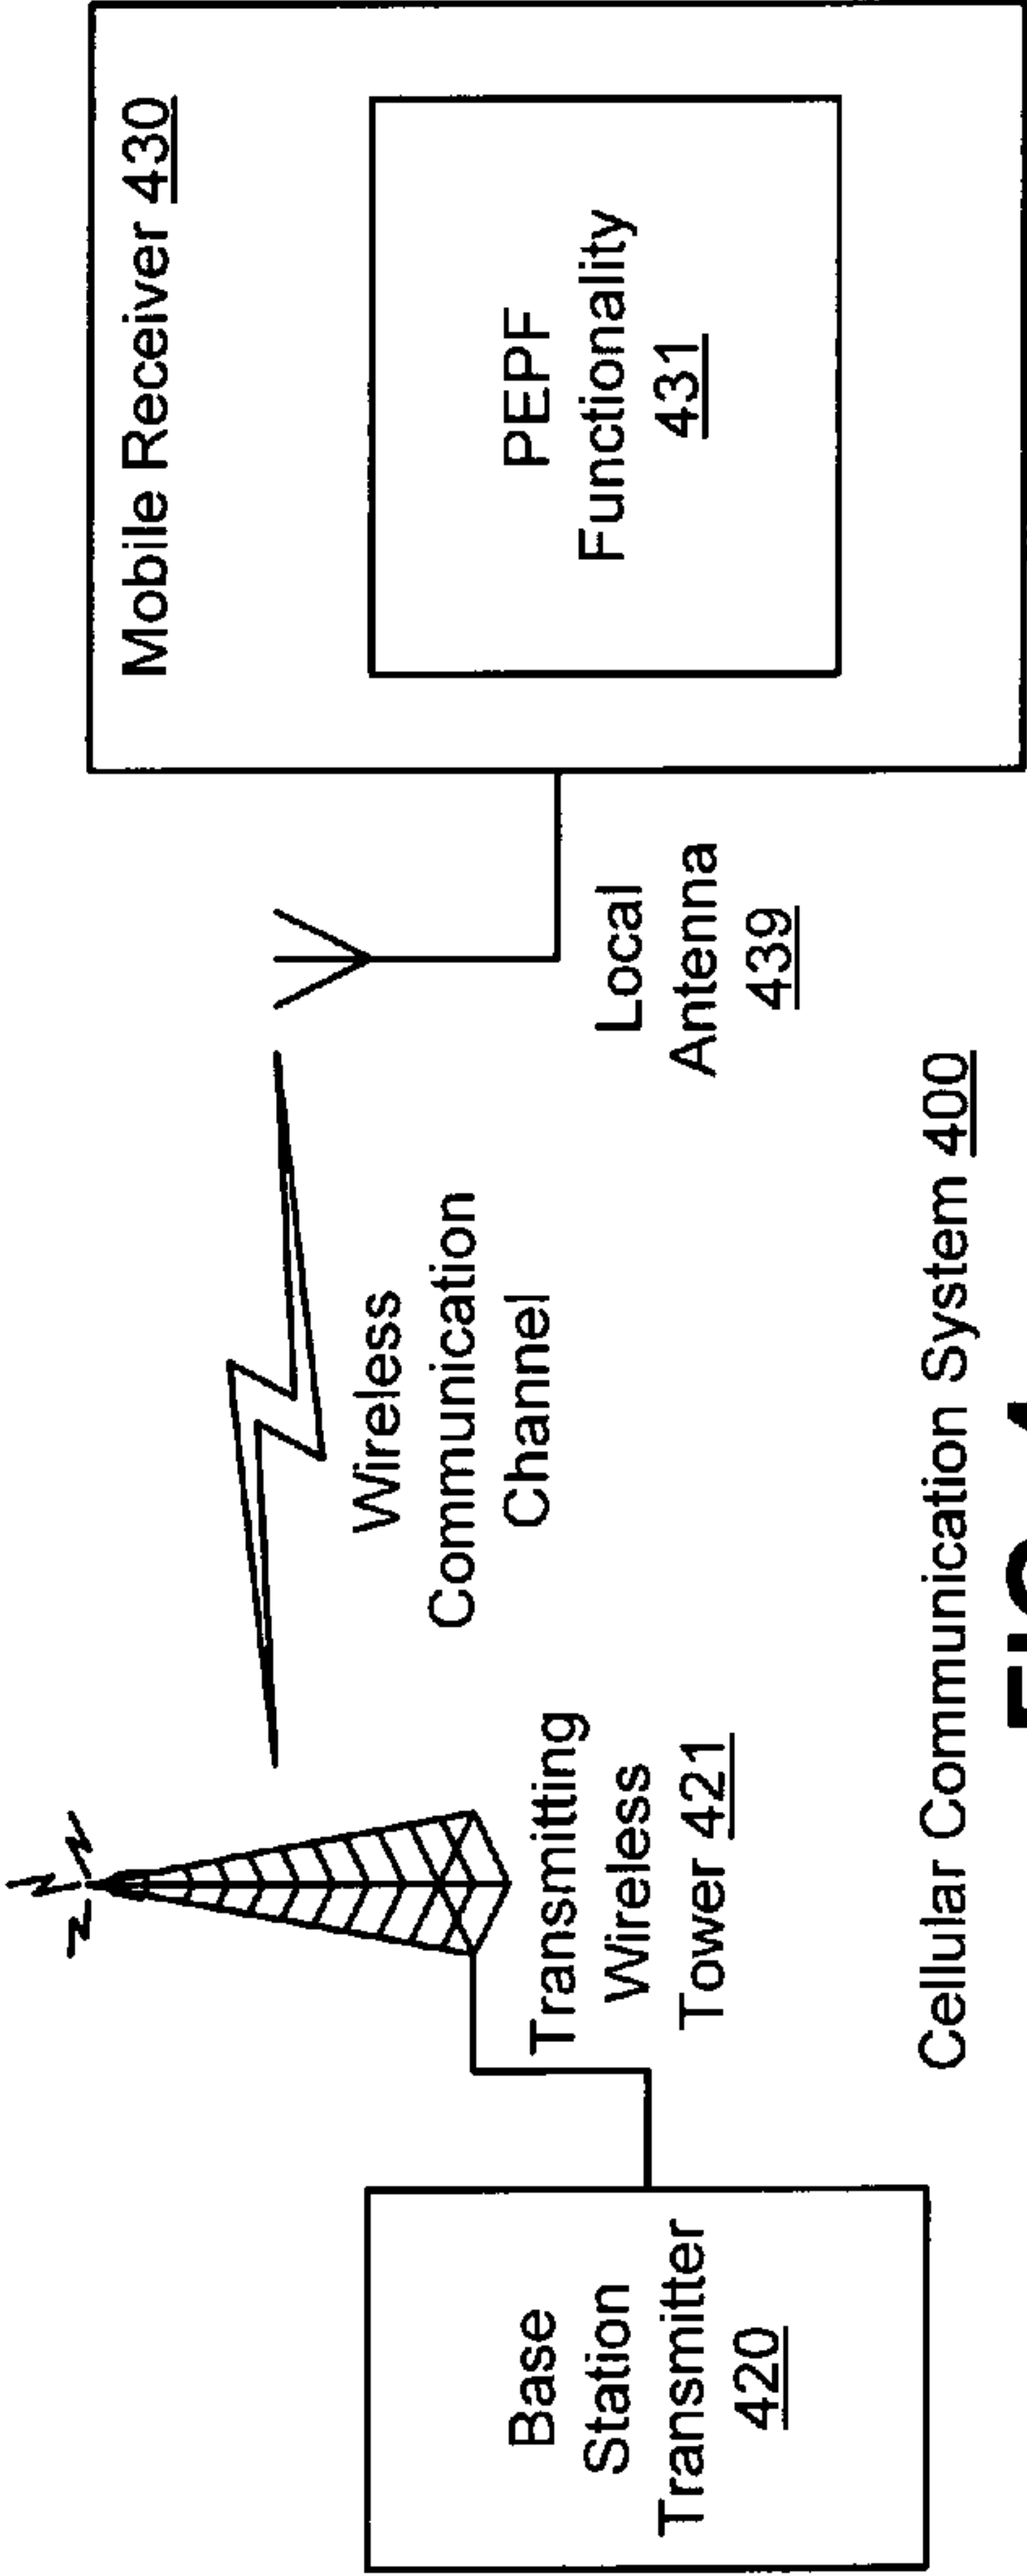 Base
Station
Transmitter
420
Transmitting
Wireless
Tower 421
Wireless
Communication
Channel
Local
Antenna
439
Mobile Receiver 430
PEPF
Functionality
431
Cellular Communication System 400